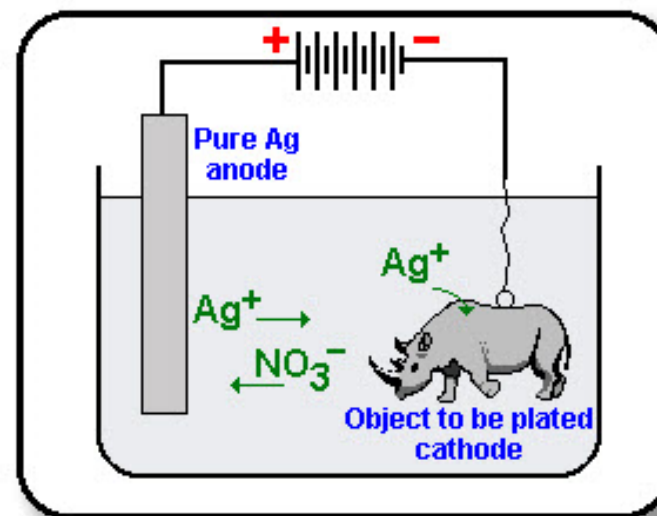 + −
Pure Ag
anode
Ag⁺
Ag⁺
NO₃⁻
Object to be plated
cathode